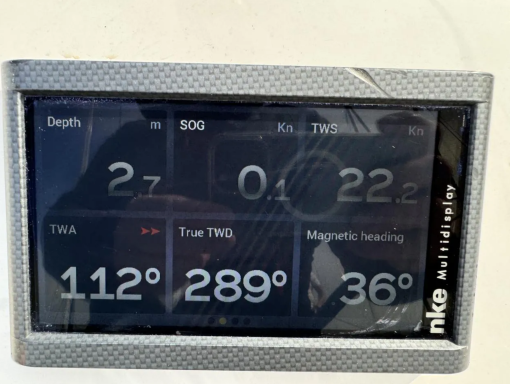 Depth m
SOG Kn
TWS Kn
2.7
0.1
22.2
TWA
True TWD
Magnetic heading
112°
289°
36°
nke Multidisplay